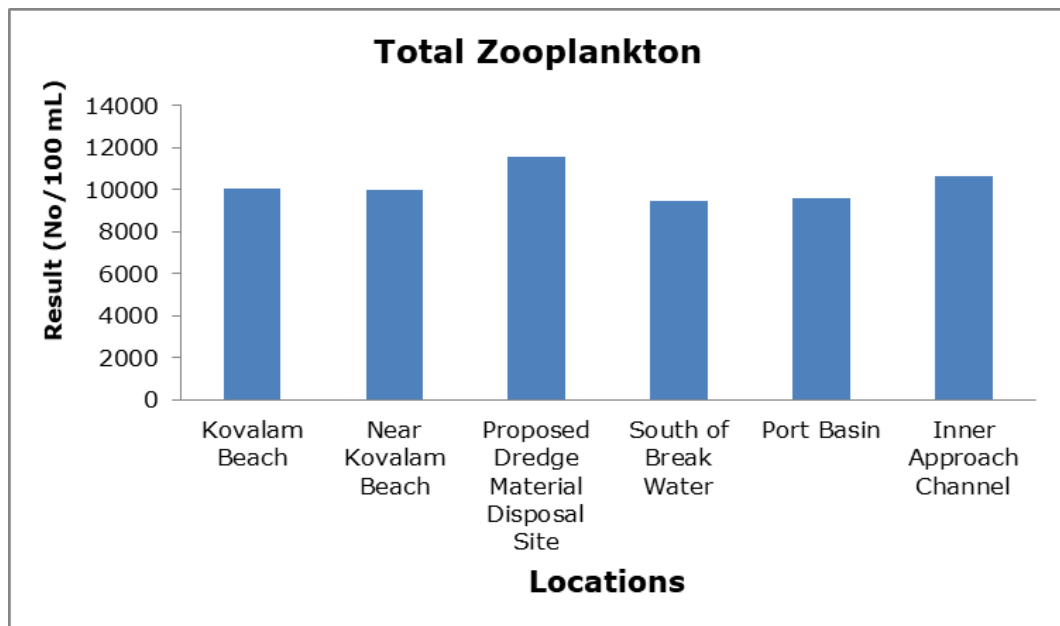 Total Zooplankton
Result (No/100 mL)
14000
12000
10000
8000
6000
4000
2000
0
Kovalam
Beach
Near
Kovalam
Beach
Proposed
Dredge
Material
Disposal
Site
South of
Break
Water
Port Basin
Inner
Approach
Channel
Locations